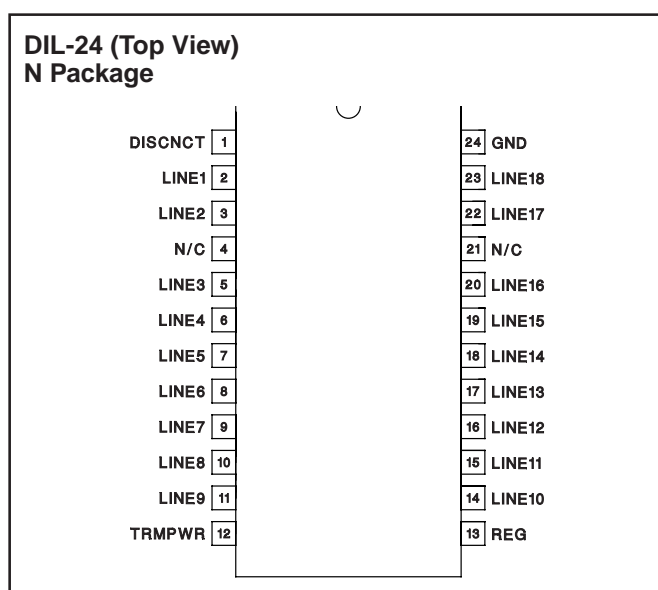 DIL-24 (Top View)
N Package
DISCNCT 1 24 GND
LINE1 2 23 LINE18
LINE2 3 22 LINE17
N/C 4 21 N/C
LINE3 5 20 LINE16
LINE4 6 19 LINE15
LINE5 7 18 LINE14
LINE6 8 17 LINE13
LINE7 9 16 LINE12
LINE8 10 15 LINE11
LINE9 11 14 LINE10
TRMPWR 12 13 REG